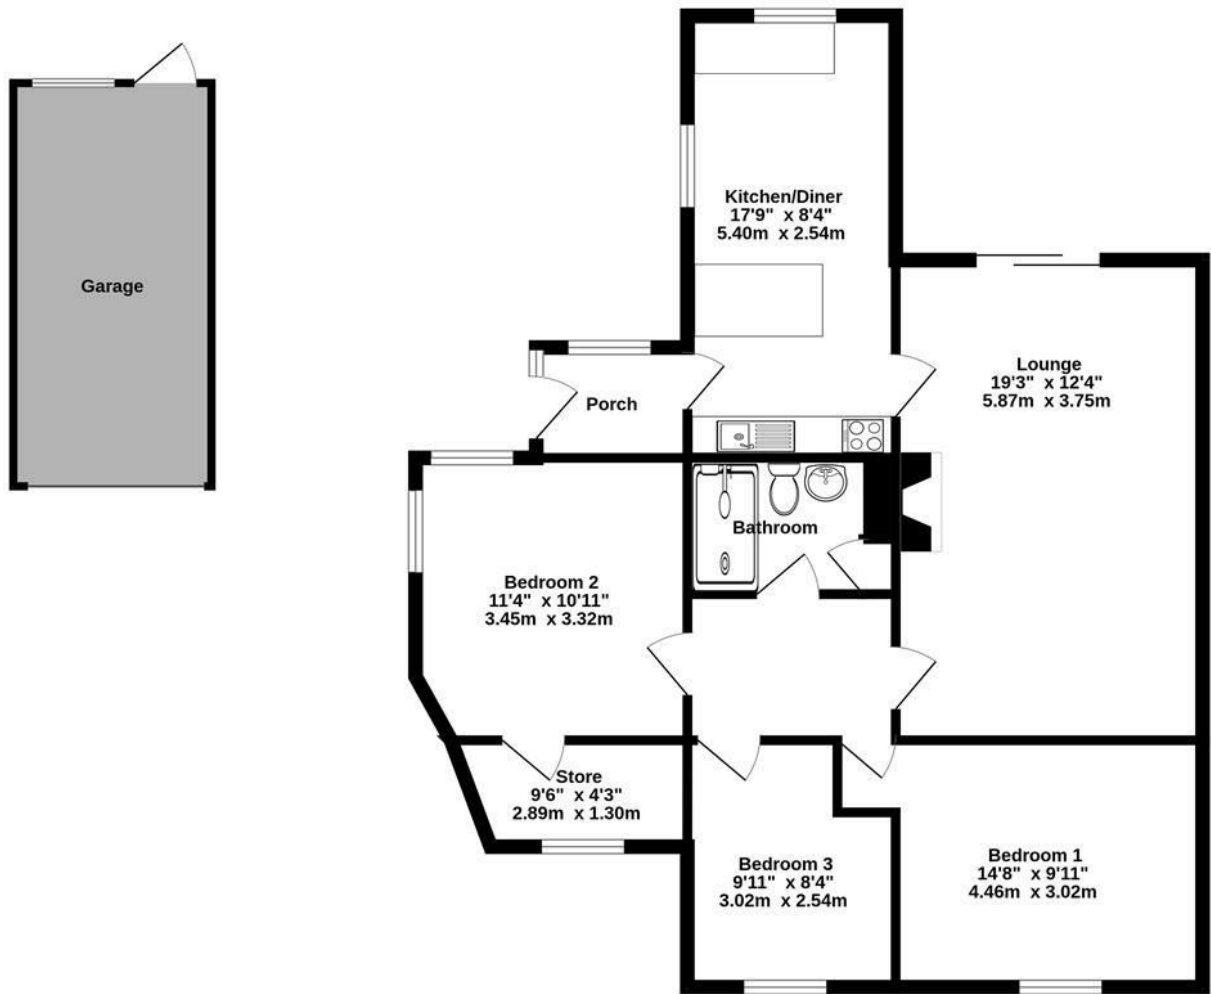 Kitchen/Diner
17'9" x 8'4"
5.40m x 2.54m
Garage
Lounge
19'3" x 12'4"
5.87m x 3.75m
Porch
Bathroom
Bedroom 2
11'4" x 10'11"
3.45m x 3.32m
Store
9'6" x 4'3"
2.89m x 1.30m
Bedroom 3
9'11" x 8'4"
3.02m x 2.54m
Bedroom 1
14'8" x 9'11"
4.46m x 3.02m